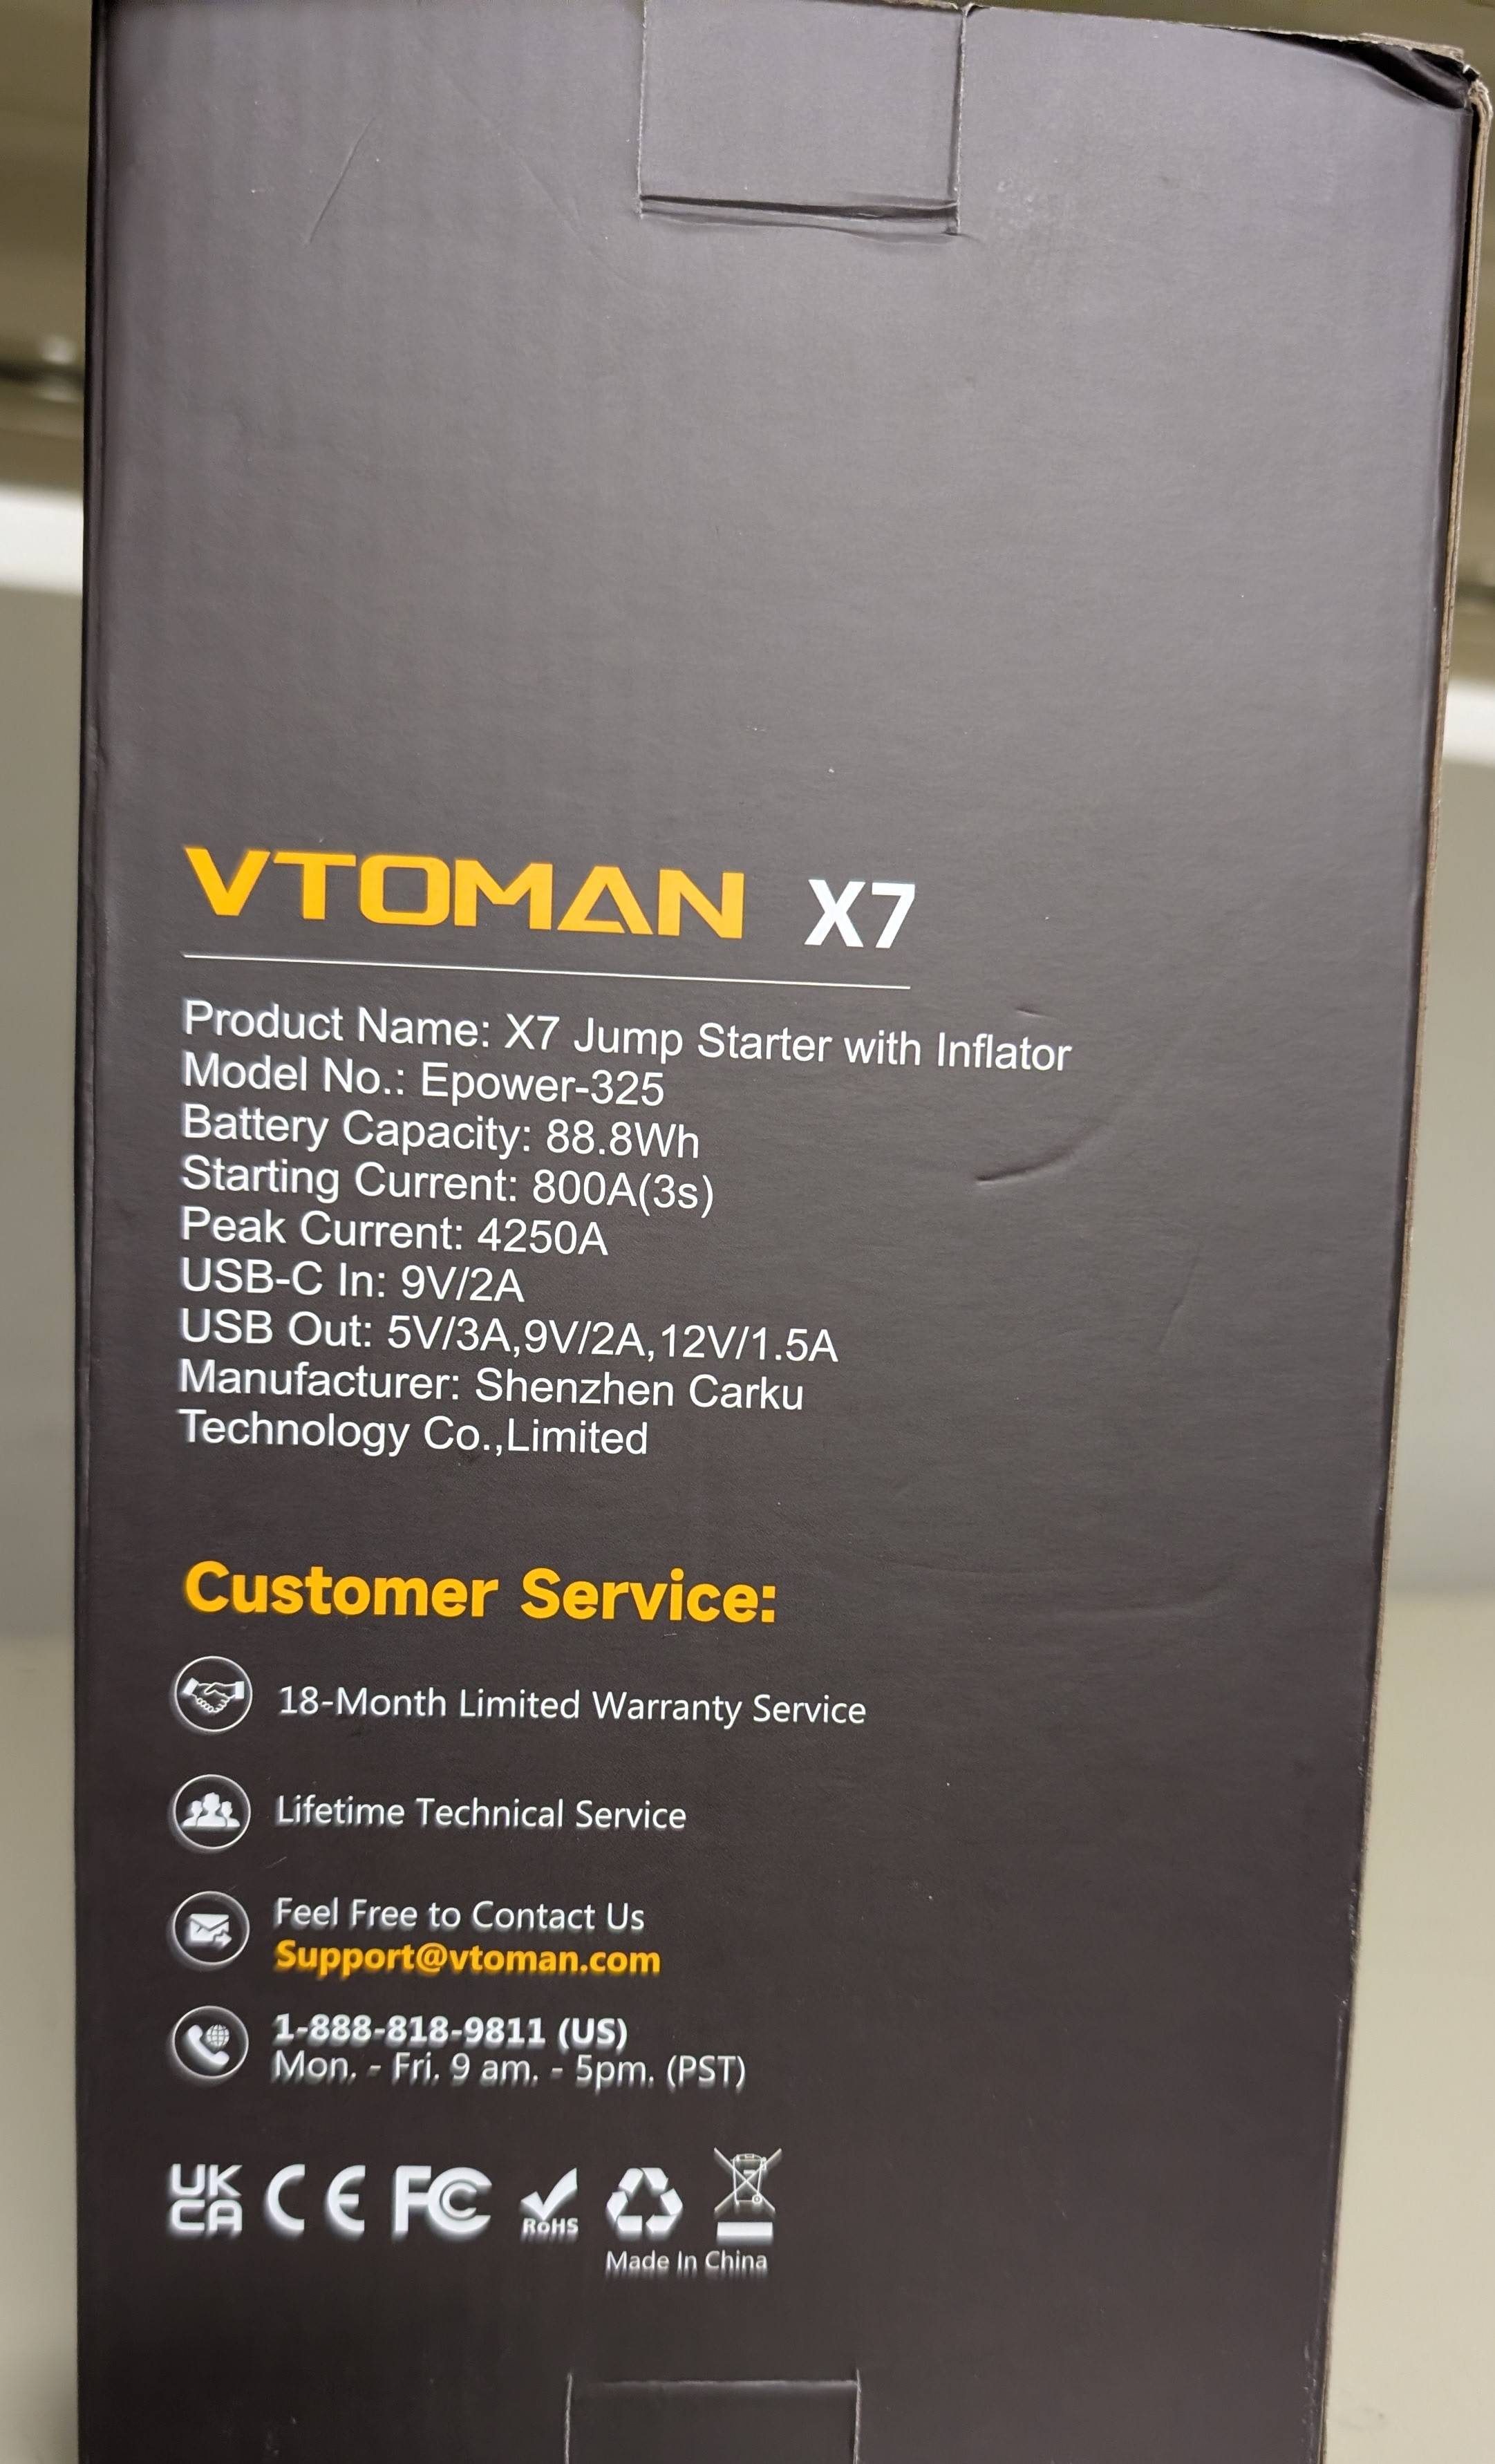 VTOMAN X7
Product Name: X7 Jump Starter with Inflator
Model No.: Epower-325
Battery Capacity: 88.8Wh
Starting Current: 800A(3s)
Peak Current: 4250A
USB-C In: 9V/2A
USB Out: 5V/3A,9V/2A,12V/1.5A
Manufacturer: Shenzhen Carku
Technology Co.,Limited
Customer Service:
18-Month Limited Warranty Service
Lifetime Technical Service
Feel Free to Contact Us
Support@vtoman.com
1-888-818-9811 (US)
Mon. - Fri. 9 am. - 5pm. (PST)
UK
CA CE FC RoHS
Made In China